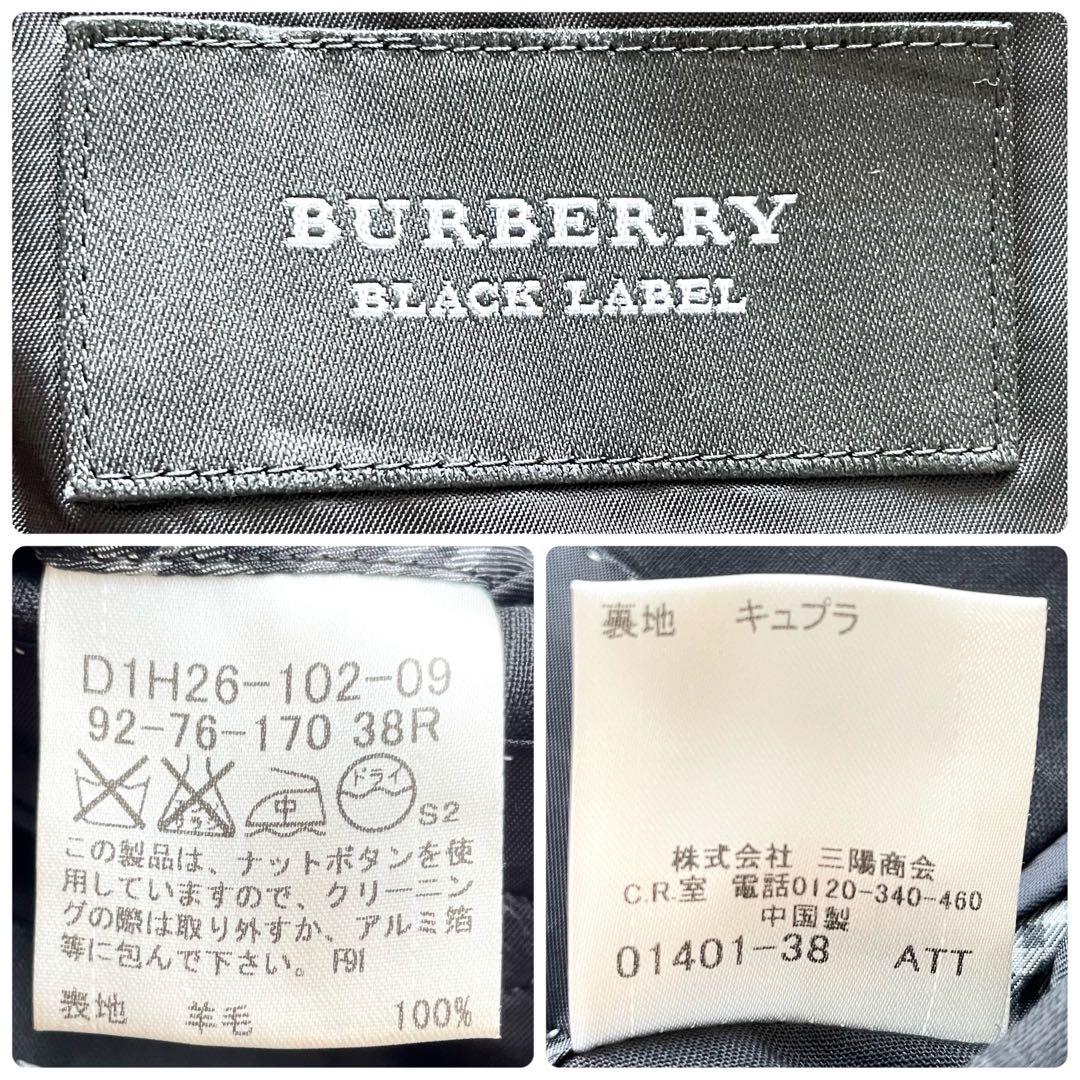 BURBERRY
BLACK LABEL
D1H26-102-09
92-76-170 38R
中 ドライ S2
この製品は、ナットボタンを使
用していますので、クリーニン
グの際は取り外すか、アルミ箔
等に包んで下さい。 F91
表地 羊毛 100%
裏地 キュプラ
株式会社 三陽商会
C.R.室 電話0120-340-460
中国製
01401-38 ATT